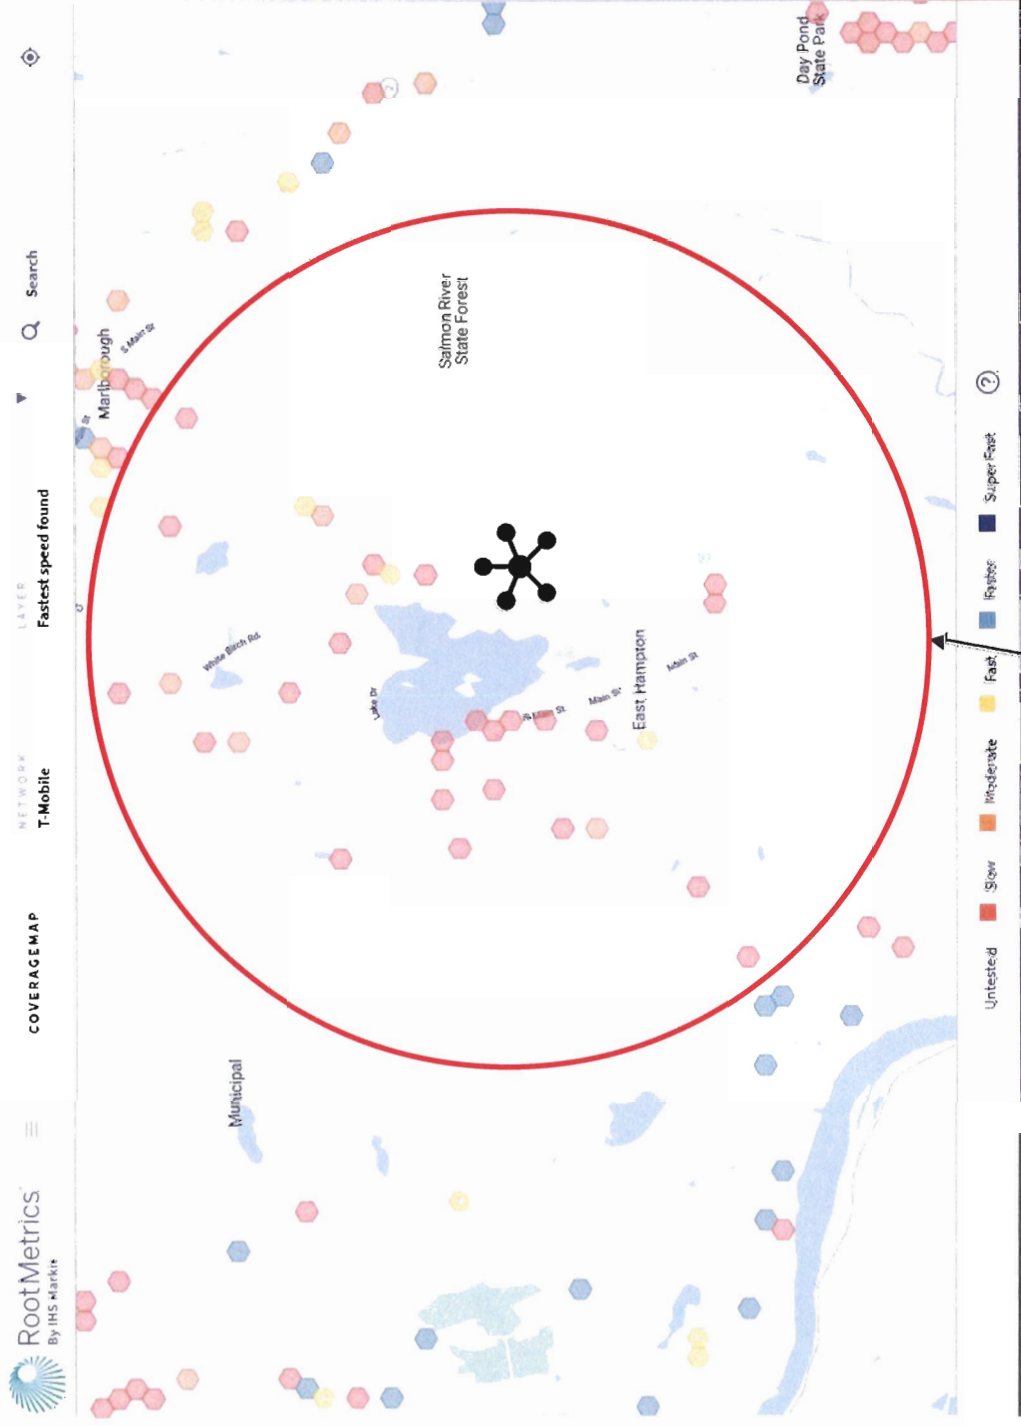 RootMetrics
By IHS Markit
COVERAGEMAP
NETWORK
T-Mobile
LAYER
Fastest speed found
Search
Municipal
Marlborough
S Main St
White Birch Rd.
Lake Dr
Salmon River
State Forest
Day Pond
State Park
2
N Main St
Main St
East Hampton
Main St
Untested
Slow
Moderate
Fast
Faster
Super Fast
?